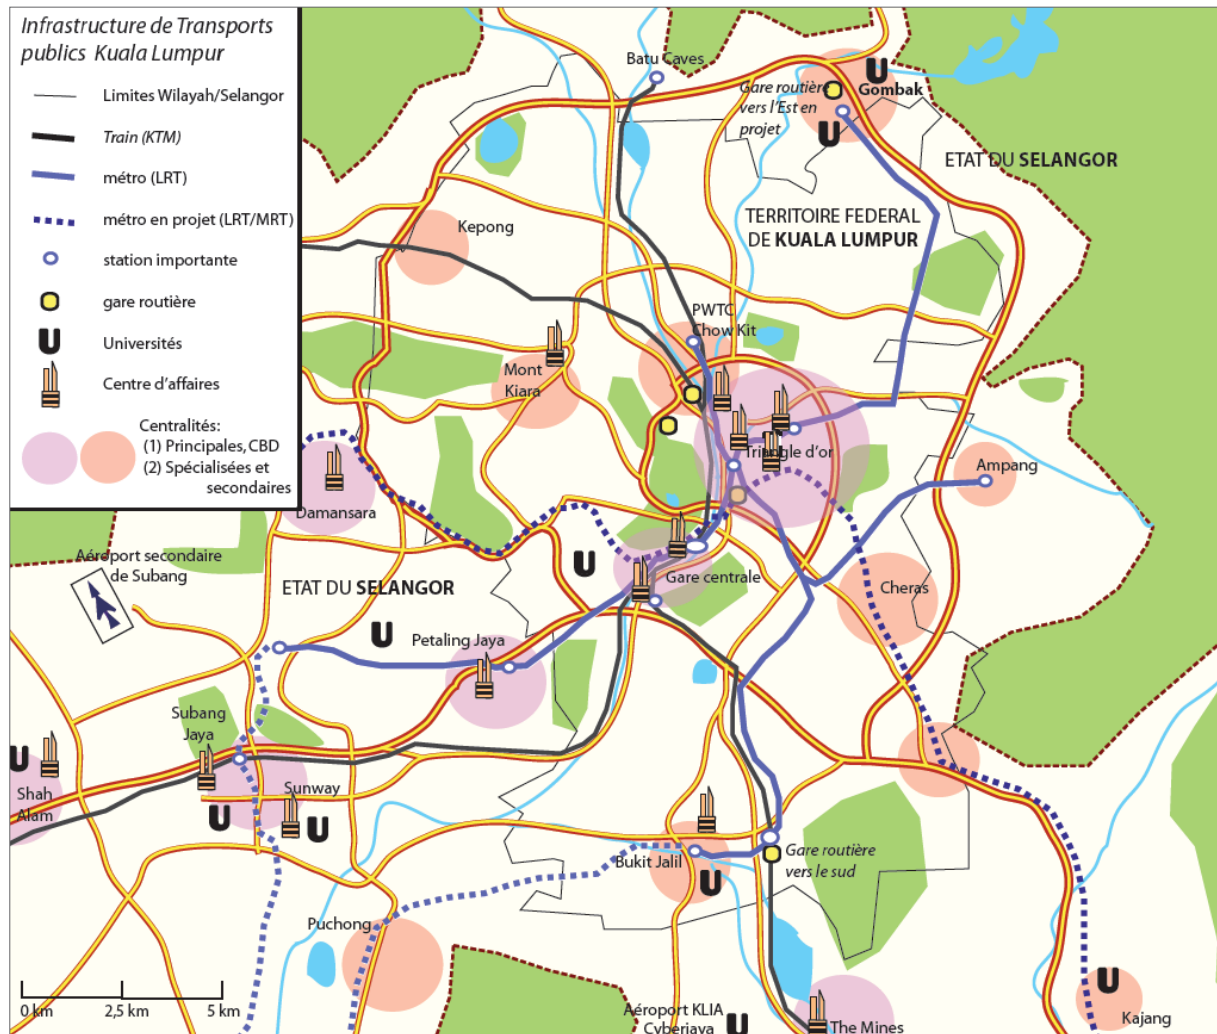 Infrastructure de Transports
publics Kuala Lumpur
Limites Wilayah/Selangor
Train (KTM)
métro (LRT)
métro en projet (LRT/MRT)
station importante
gare routière
U
Universités
Centre d'affaires
Centralités:
(1) Principales, CBD
(2) Spécialisées et
secondaires
Batu Caves
Gare routière
vers l'Est en
projet
U
Gombak
U
ETAT DU SELANGOR
TERRITOIRE FEDERAL
DE KUALA LUMPUR
Kepong
PWTC
Chow Kit
Mont
Kiara
Triangle d'or
Ampang
Damansara
Aéroport secondaire
de Subang
ETAT DU SELANGOR
U
Gare centrale
Cheras
U
Petaling Jaya
Subang
Jaya
U
Shah
Alam
Sunway
U
U
Bukit Jalil
U
Gare routière
vers le sud
Puchong
0 km
2,5 km
5 km
Aéroport KLIA
Cyberjaya
U
The Mines
U
Kajang